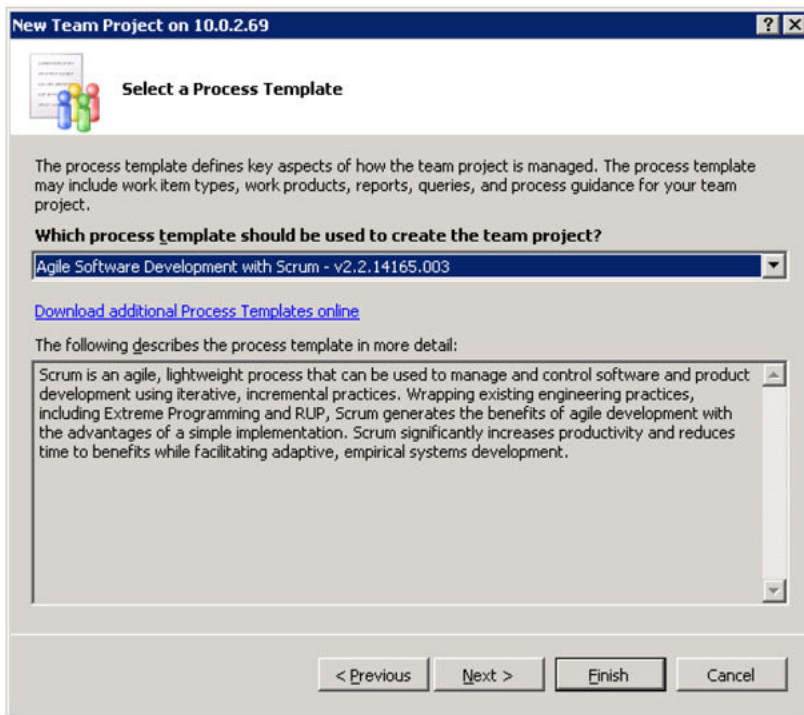 New Team Project on 10.0.2.69
Select a Process Template
The process template defines key aspects of how the team project is managed. The process template
may include work item types, work products, reports, queries, and process guidance for your team
project.
Which process template should be used to create the team project?
Agile Software Development with Scrum - v2.2.14165.003
Download additional Process Templates online
The following describes the process template in more detail:
Scrum is an agile, lightweight process that can be used to manage and control software and product
development using iterative, incremental practices. Wrapping existing engineering practices,
including Extreme Programming and RUP, Scrum generates the benefits of agile development with
the advantages of a simple implementation. Scrum significantly increases productivity and reduces
time to benefits while facilitating adaptive, empirical systems development.
< Previous Next > Finish Cancel